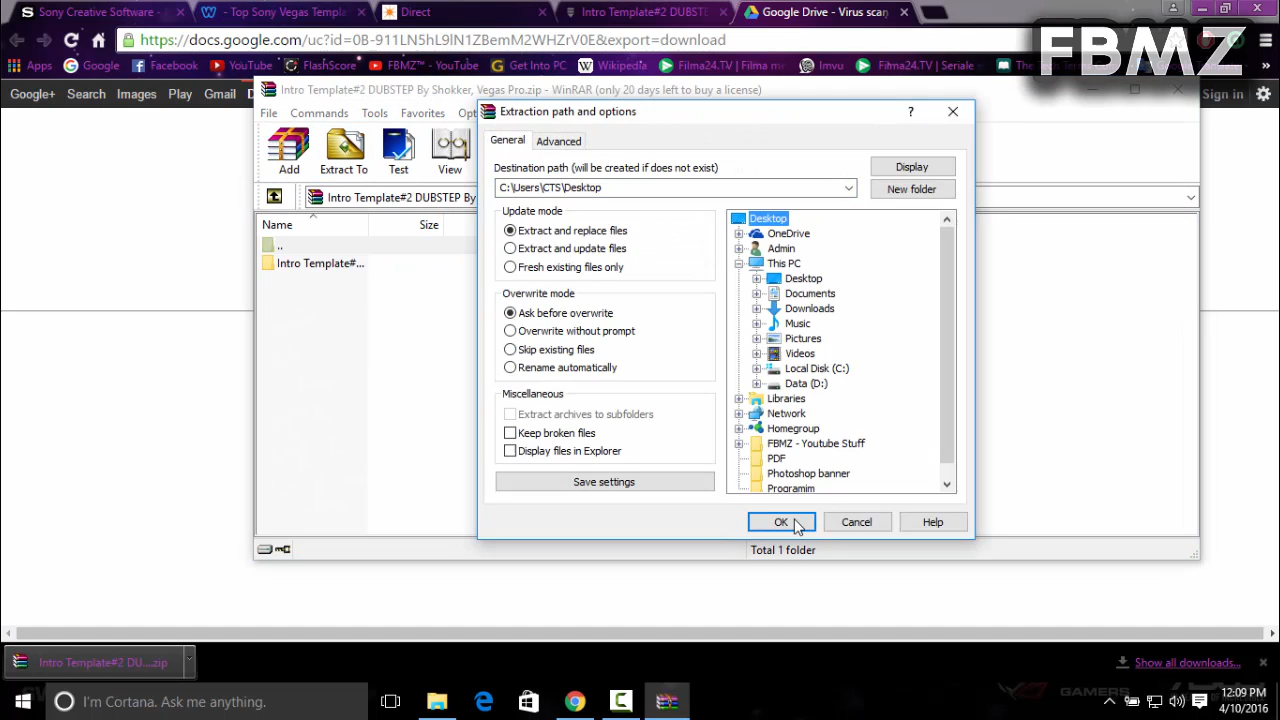 Sony Creative Software -
- Top Sony Vegas Templa
Direct
Intro Template#2 DUBSTE
Google Drive - Virus scan
https://docs.google.com/uc?id=0B-911LN5hL9lN1ZBemM2WHZrV0E&export=download
FBMZ
Apps
Google
Facebook
YouTube
FlashScore
FBMZ™ - YouTube
Get Into PC
Wikipedia
Filma24.TV | Filma me
Imvu
Filma24.TV | Seriale
The
Google+ Search Images Play Gmail
Sign in
Intro Template#2 DUBSTEP By Shokker, Vegas Pro.zip - WinRAR (only 20 days left to buy a license)
File Commands Tools Favorites Opt
Add Extract To Test View
Intro Template#2 DUBSTEP By
Name Size
..
Intro Template#...
Total 1 folder
Extraction path and options
?
General Advanced
Destination path (will be created if does not exist)
C:\Users\CTS\Desktop
Display
New folder
Update mode
Extract and replace files
Extract and update files
Fresh existing files only
Overwrite mode
Ask before overwrite
Overwrite without prompt
Skip existing files
Rename automatically
Miscellaneous
Extract archives to subfolders
Keep broken files
Display files in Explorer
Save settings
Desktop
OneDrive
Admin
This PC
Desktop
Documents
Downloads
Music
Pictures
Videos
Local Disk (C:)
Data (D:)
Libraries
Network
Homegroup
FBMZ - Youtube Stuff
PDF
Photoshop banner
Programim
OK Cancel Help
Intro Template#2 DU....zip
Show all downloads...
I'm Cortana. Ask me anything.
GAMERS
12:09 PM
4/10/2016